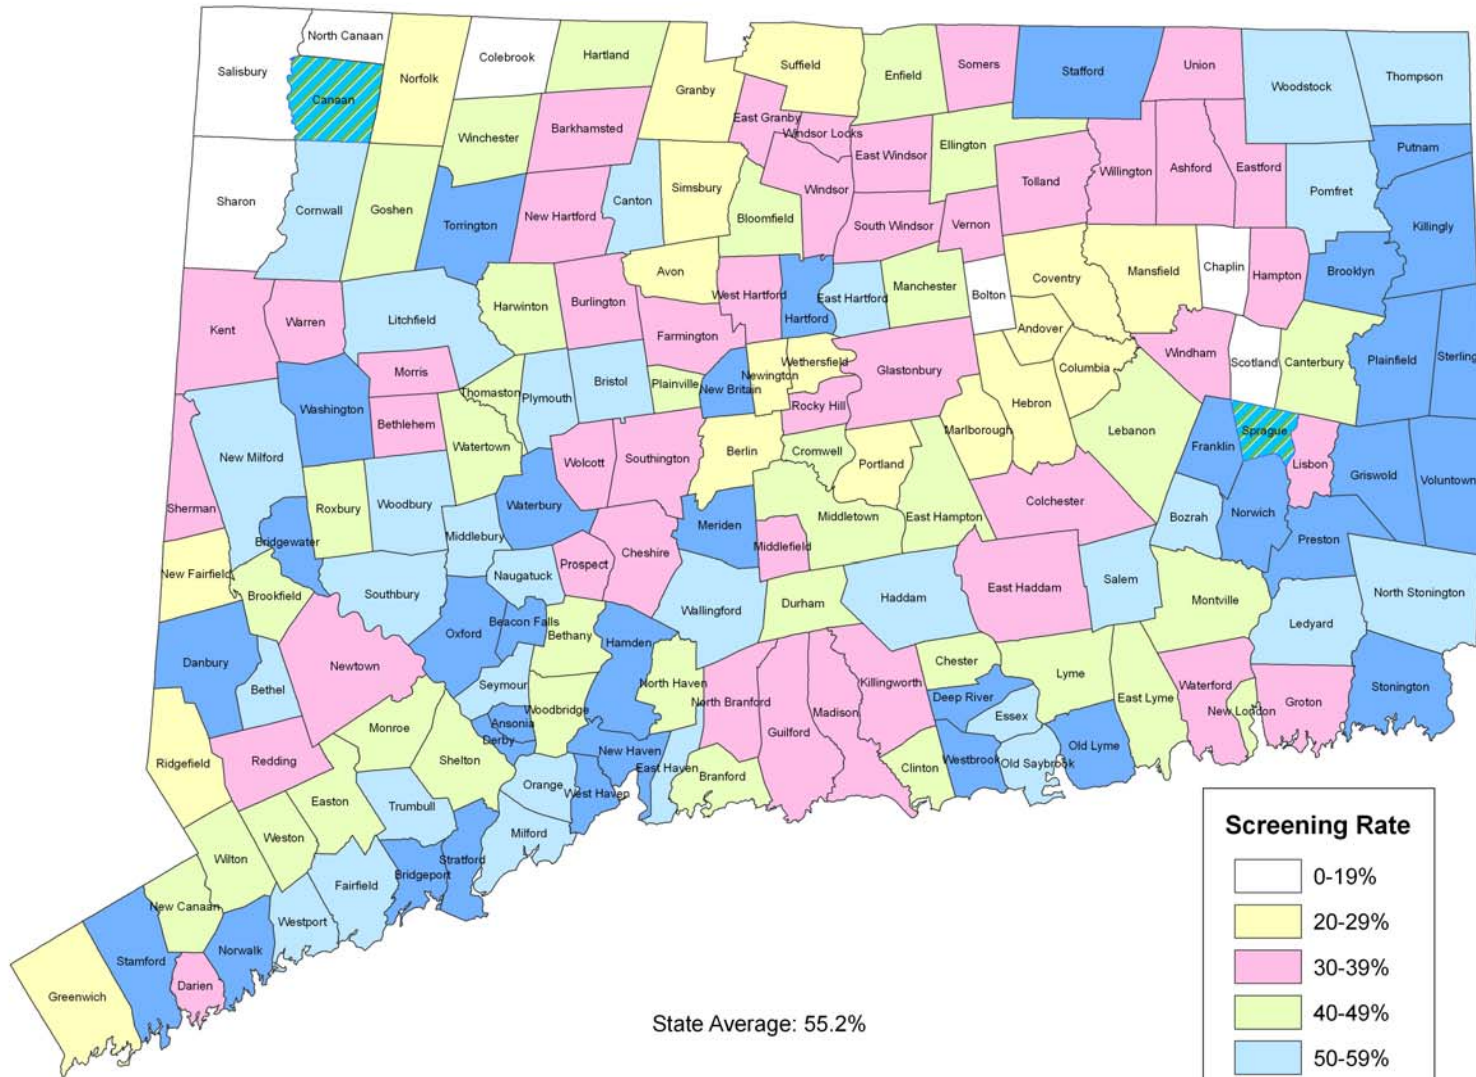 North Canaan
Colebrook
Hartland
Salisbury
Canaan
Norfolk
Granby
Suffield
Enfield
Somers
Stafford
Union
Woodstock
Thompson
Winchester
Barkhamsted
East Granby
Windsor Locks
East Windsor
Ellington
Tolland
Willington
Ashford
Eastford
Putnam
Pomfret
Killingly
Sharon
Cornwall
Goshen
Torrington
New Hartford
Canton
Simsbury
Bloomfield
Windsor
South Windsor
Vernon
Avon
Coventry
Mansfield
Chaplin
Hampton
Brooklyn
Kent
Warren
Litchfield
Harwinton
Burlington
West Hartford
Hartford
East Hartford
Manchester
Bolton
Farmington
Andover
Windham
Scotland
Canterbury
Plainfield
Sterling
Washington
Morris
Thomaston
Plymouth
Bristol
Plainville
New Britain
Newington
Wethersfield
Glastonbury
Columbia
Hebron
Rocky Hill
Bethlehem
Watertown
Marlborough
Lebanon
Franklin
Sprague
Lisbon
Griswold
Voluntown
New Milford
Wolcott
Southington
Berlin
Cromwell
Portland
Sherman
Roxbury
Woodbury
Waterbury
Meriden
Middletown
East Hampton
Colchester
Bozrah
Norwich
Preston
Bridgewater
Middlebury
Middlefield
New Fairfield
Brookfield
Southbury
Naugatuck
Prospect
Cheshire
Wallingford
Durham
Haddam
East Haddam
Salem
Montville
North Stonington
Ledyard
Danbury
Bethel
Newtown
Oxford
Beacon Falls
Bethany
Hamden
Seymour
North Haven
North Branford
Guilford
Madison
Killingworth
Chester
Deep River
Essex
Lyme
East Lyme
Waterford
New London
Groton
Stonington
Ridgefield
Redding
Monroe
Shelton
Ansonia
Derby
Woodbridge
New Haven
East Haven
Branford
Clinton
Westbrook
Old Saybrook
Old Lyme
Easton
Trumbull
Orange
West Haven
Milford
Wilton
Weston
Stratford
Bridgeport
Fairfield
New Canaan
Westport
Norwalk
Stamford
Darien
Greenwich
State Average: 55.2%
Screening Rate
0-19%
20-29%
30-39%
40-49%
50-59%